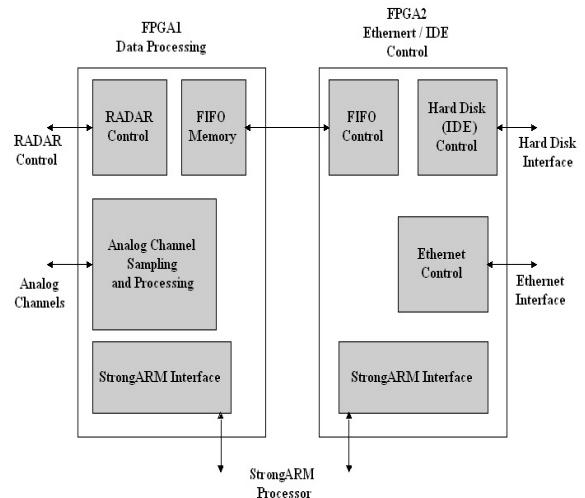 FPGA1
Data Processing
FPGA2
Ethernert / IDE
Control
RADAR
Control
FIFO
Memory
FIFO
Control
Hard Disk
(IDE)
Control
RADAR
Control
Hard Disk
Interface
Analog Channel
Sampling
and Processing
Ethernet
Control
Analog
Channels
Ethernet
Interface
StrongARM Interface
StrongARM Interface
StrongARM
Processor